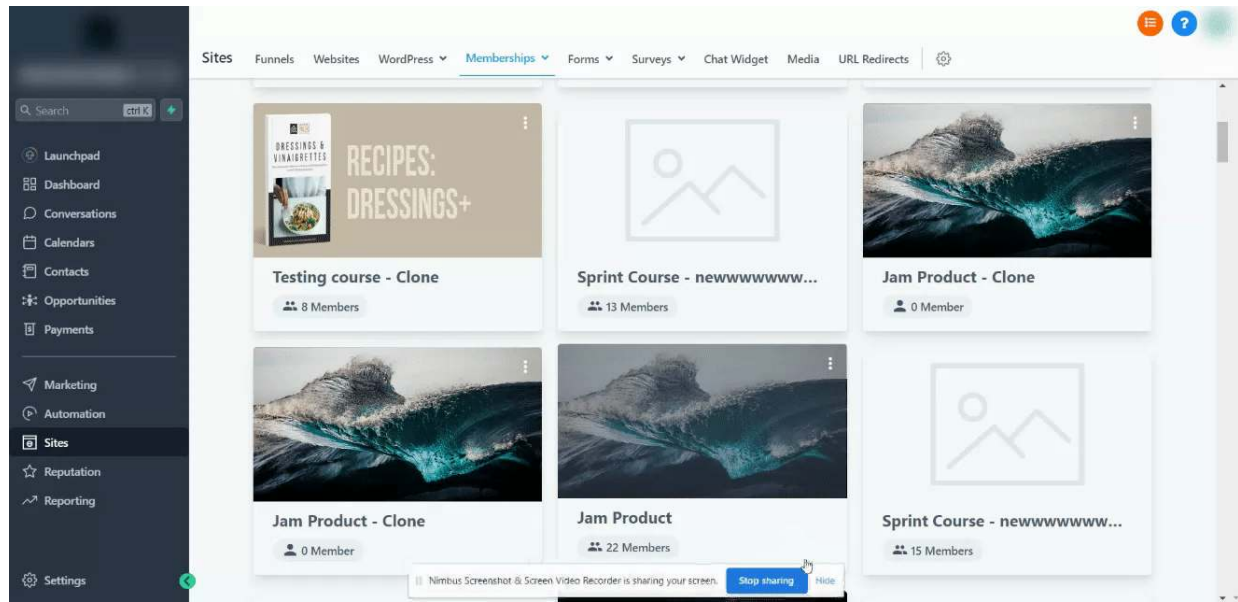 Sites Funnels Websites WordPress Memberships Forms Surveys Chat Widget Media URL Redirects
Search ctrl K
Launchpad
Dashboard
Conversations
Calendars
Contacts
Opportunities
Payments
Marketing
Automation
Sites
Reputation
Reporting
Settings
?
DRESSINGS &
VINAIGRETTES
RECIPES:
DRESSINGS+
Testing course - Clone
8 Members
Sprint Course - newwwwwww...
13 Members
Jam Product - Clone
0 Member
Jam Product - Clone
0 Member
Jam Product
22 Members
Sprint Course - newwwwwww...
15 Members
Nimbus Screenshot & Screen Video Recorder is sharing your screen. Stop sharing Hide